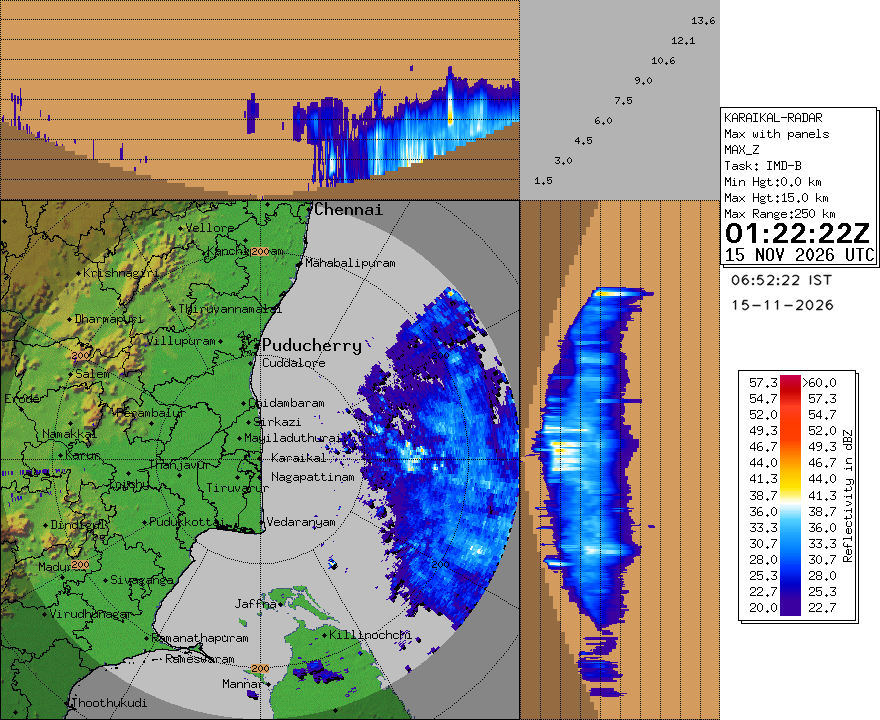 13.6
12.1
10.6
9.0
7.5
6.0
4.5
3.0
1.5
KARAIKAL-RADAR
Max with panels
MAX_Z
Task: IMD-B
Min Hgt:0.0 km
Max Hgt:15.0 km
Max Range:250 km
01:22:22Z
15 NOV 2026 UTC
06:52:22 IST
15-11-2026
Chennai
Vellore
200
Mahabalipuram
Krishnagiri
Thiruvannamalai
Dharmapuri
Villupuram
Puducherry
200
200
Cuddalore
Salem
Erode
Chidambaram
Perambalur
Sirkazi
Namakkal
Mayiladuthurai
Karur
Thanjavur
Karaikal
Nagapattinam
Tiruvarur
Dindigul
Pudukkottai
Vedaranyam
200
200
Sivaganga
Jaffna
Virudhunagar
Ramanathapuram
Killinochchi
Rameswaram
200
Mannar
Thoothukudi
57.3 >60.0
54.7 57.3
52.0 54.7
49.3 52.0
46.7 49.3
44.0 46.7
41.3 44.0
38.7 41.3
36.0 38.7
33.3 36.0
30.7 33.3
28.0 30.7
25.3 28.0
22.7 25.3
20.0 22.7
Reflectivity in dBZ